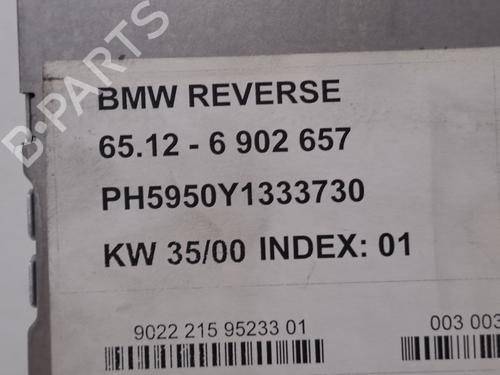 BMW REVERSE
65.12 - 6 902 657
PH5950Y1333730
KW 35/00 INDEX: 01
9022 215 95233 01
003 003
B-PARTS